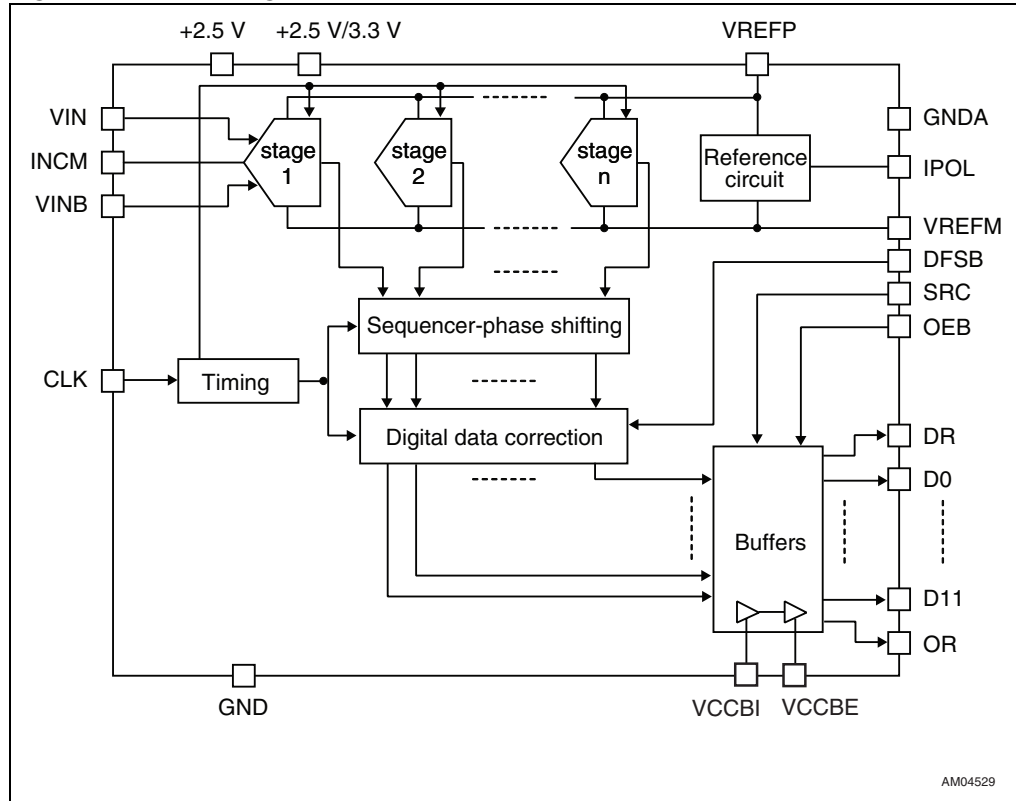 +2.5 V
+2.5 V/3.3 V
VREFP
VIN
INCM
VINB
stage
1
stage
2
stage
n
Reference
circuit
GNDA
IPOL
VREFM
DFSB
SRC
OEB
Sequencer-phase shifting
CLK
Timing
Digital data correction
DR
D0
Buffers
D11
OR
GND
VCCBI
VCCBE
AM04529